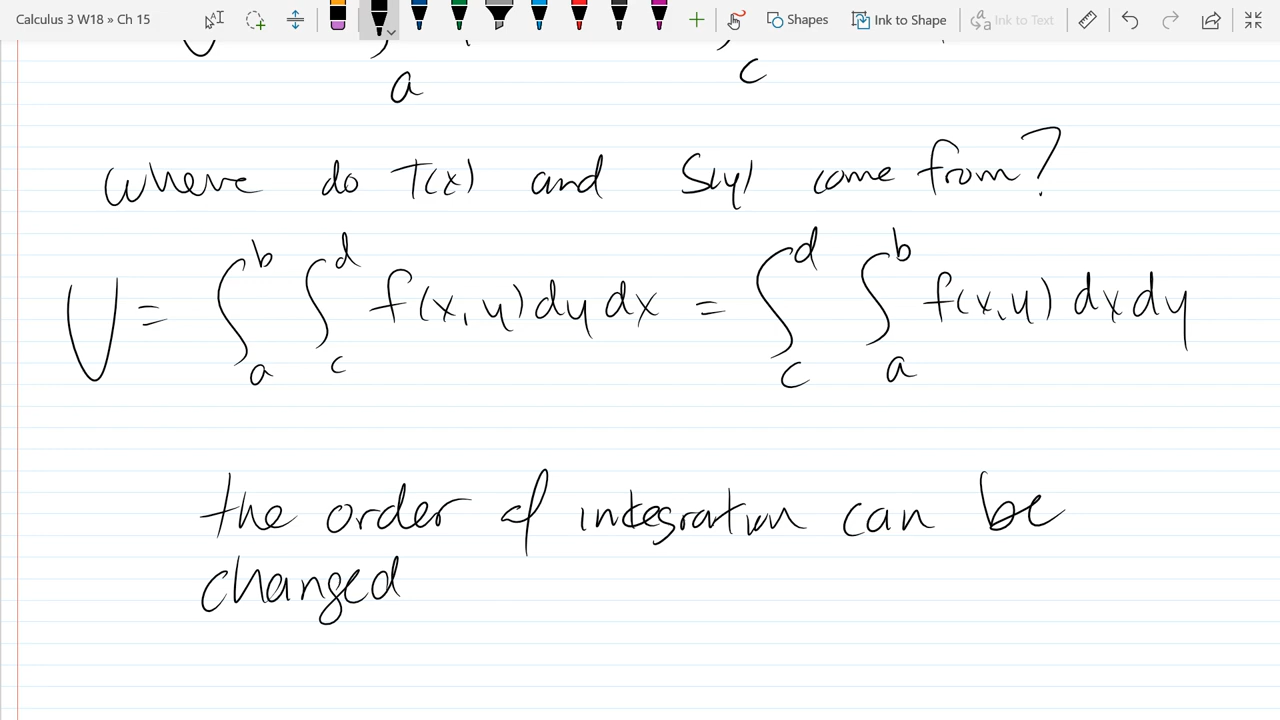 Calculus 3 W18 » Ch 15 Shapes Ink to Shape Ink to Text
a c
where do T(x) and S(y) come from?
V = ∫_a^b ∫_c^d f(x,y) dy dx = ∫_c^d ∫_a^b f(x,y) dx dy
the order of integration can be
changed